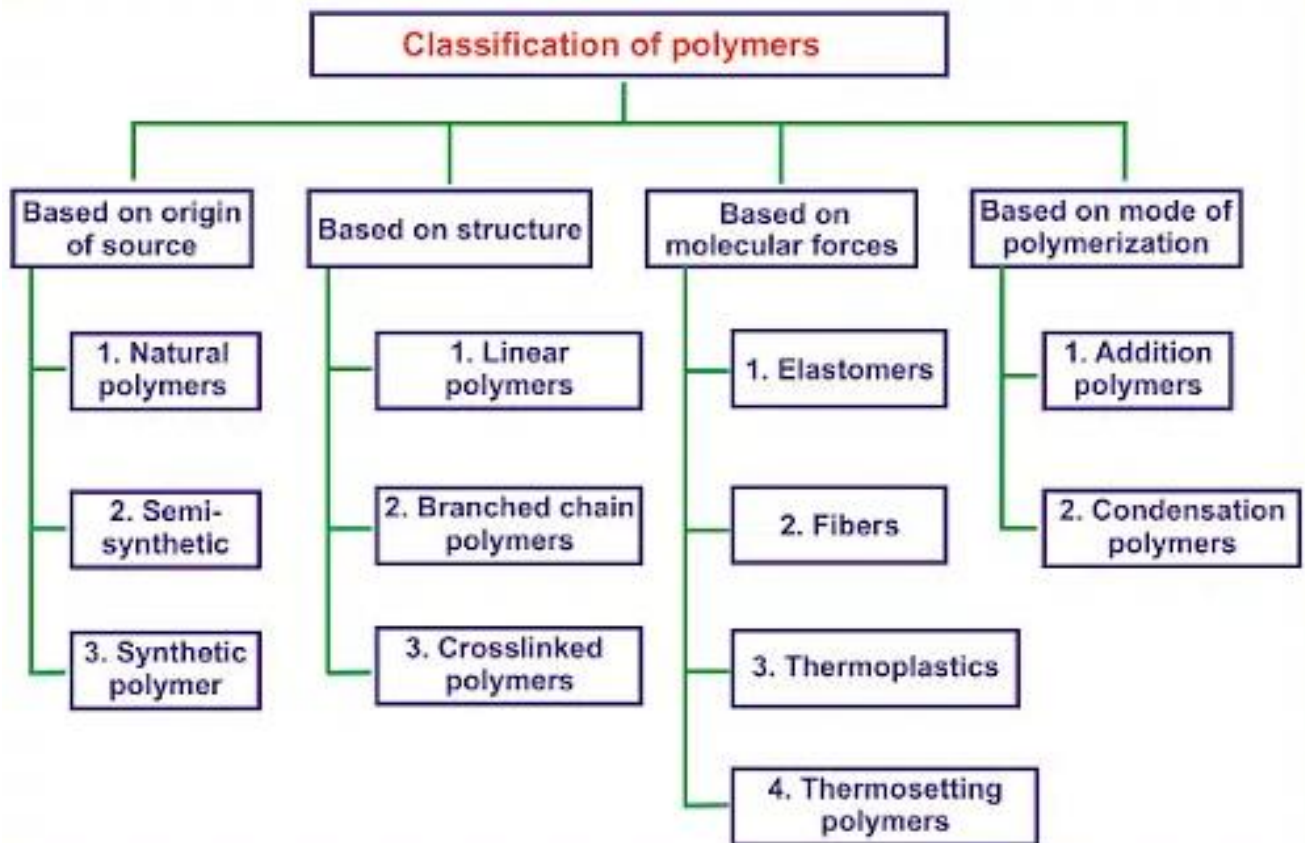 Classification of polymers
Based on origin
of source
1. Natural
polymers
2. Semi-
synthetic
3. Synthetic
polymer
Based on structure
1. Linear
polymers
2. Branched chain
polymers
3. Crosslinked
polymers
Based on
molecular forces
1. Elastomers
2. Fibers
3. Thermoplastics
4. Thermosetting
polymers
Based on mode of
polymerization
1. Addition
polymers
2. Condensation
polymers